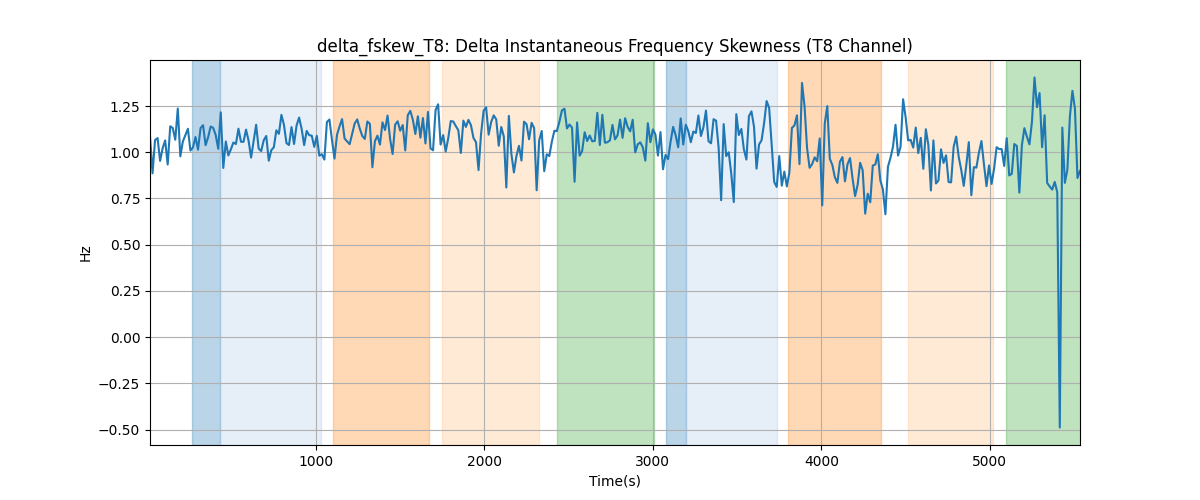 delta_fskew_T8: Delta Instantaneous Frequency Skewness (T8 Channel)
1.25
1.00
0.75
0.50
0.25
0.00
−0.25
−0.50
Hz
1000 2000 3000 4000 5000
Time(s)